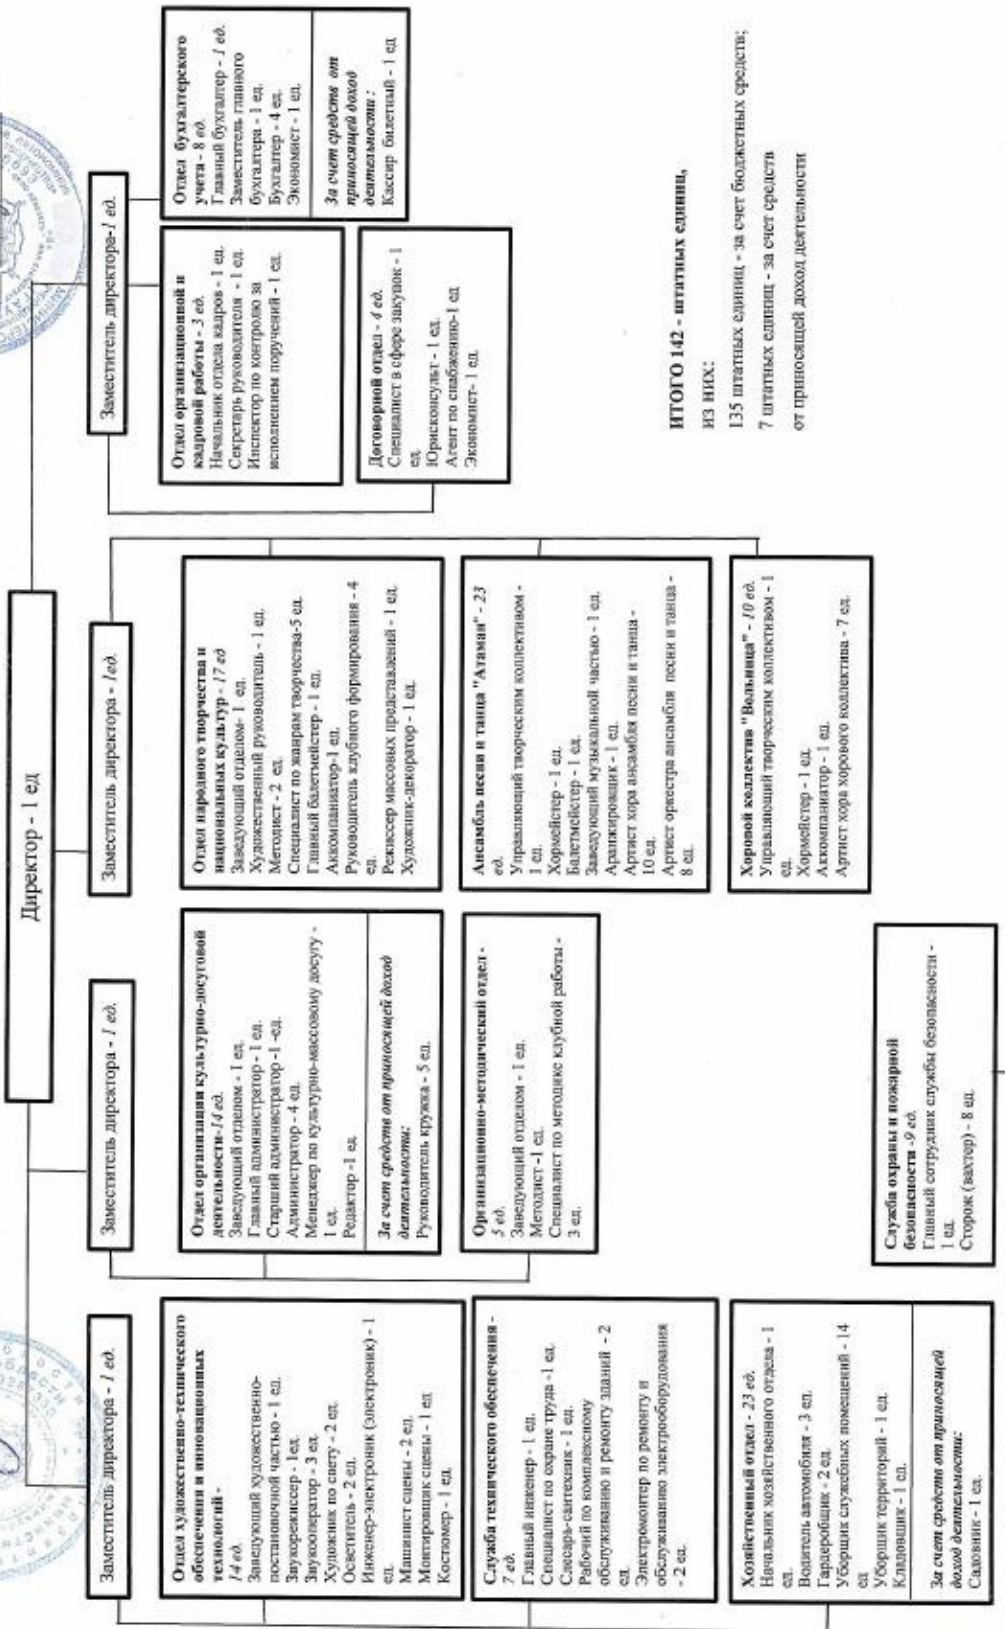 Директор - 1 ед
Заместитель директора - 1 ед.
Отдел художественно-технического
обеспечения и инновационных
технологий -
14 ед.
Заведующий художественно-
постановочной частью - 1 ед.
Звукорежиссер - 1ед.
Звукооператор - 3 ед.
Художник по свету - 2 ед.
Осветитель - 2 ед.
Инженер-электроник (электроник) - 1
ед.
Машинист сцены - 2 ед.
Монтировщик сцены - 1 ед
Костюмер - 1 ед.
Служба технического обеспечения -
7 ед.
Главный инженер - 1 ед.
Специалист по охране труда -1 ед.
Слесарь-сантехник - 1 ед.
Рабочий по комплексному
обслуживанию и ремонту зданий - 2
ед.
Электромонтер по ремонту и
обслуживанию электрооборудования
- 2 ед.
Хозяйственный отдел - 23 ед.
Начальник хозяйственного отдела - 1
ед.
Водитель автомобиля - 3 ед.
Гардеробщик - 2 ед.
Уборщик служебных помещений - 14
ед
Уборщик территорий - 1 ед.
Кладовщик - 1 ед.
За счет средств от приносящей
доход деятельности:
Садовник - 1 ед.
Заместитель директора - 1 ед.
Отдел организации культурно-досуговой
деятельности-14 ед.
Заведующий отделом - 1 ед.
Главный администратор - 1 ед.
Старший администратор -1 -ед.
Администратор - 4 ед.
Менеджер по культурно-массовому досугу -
1 ед.
Редактор -1 ед.
За счет средств от приносящей доход
деятельности:
Руководитель кружка - 5 ед.
Организационно-методический отдел -
5 ед.
Заведующий отделом - 1 ед.
Методист -1 ед.
Специалист по методике клубной работы -
3 ед.
Служба охраны и пожарной
безопасности -9 ед.
Главный сотрудник службы безопасности -
1 ед.
Сторож (вахтер) - 8 ед.
Заместитель директора - 1ед.
Отдел народного творчества и
национальных культур - 17 ед
Заведующий отделом- 1 ед.
Художественный руководитель - 1 ед.
Методист - 2 ед.
Специалист по жанрам творчества-5 ед.
Главный балетмейстер - 1 ед.
Аккомпаниатор-1 ед.
Руководитель клубного формирования - 4
ед.
Режиссер массовых представлений - 1 ед.
Художник-декоратор - 1 ед.
Ансамбль песни и танца "Атаман" - 23
ед.
Управляющий творческим коллективом -
1 ед.
Хормейстер - 1 ед.
Балетмейстер - 1 ед.
Заведующий музыкальной частью - 1 ед.
Аранжировщик - 1 ед.
Артист хора ансамбля песни и танца -
10 ед.
Артист оркестра ансамбля песни и танца -
8 ед.
Хоровой коллектив "Вольница" - 10 ед.
Управляющий творческим коллективом - 1
ед.
Хормейстер - 1 ед.
Аккомпаниатор - 1 ед.
Артист хора хорового коллектива - 7 ед.
Заместитель директора-1 ед.
Отдел организационной и
кадровой работы - 3 ед.
Начальник отдела кадров - 1 ед.
Секретарь руководителя - 1 ед.
Инспектор по контролю за
исполнением поручений - 1 ед.
Договорной отдел - 4 ед.
Специалист в сфере закупок - 1
ед.
Юрисконсульт - 1 ед.
Агент по снабжению-1 ед
Экономист- 1 ед.
Отдел бухгалтерского
учета - 8 ед.
Главный бухгалтер - 1 ед.
Заместитель главного
бухгалтера - 1 ед.
Бухгалтер - 4 ед.
Экономист - 1 ед.
За счет средств от
приносящей доход
деятельности :
Кассир билетный - 1 ед
ИТОГО 142 - штатных единиц,
из них:
135 штатных единиц - за счет бюджетных средств;
7 штатных единиц - за счет средств
от приносящей доход деятельности